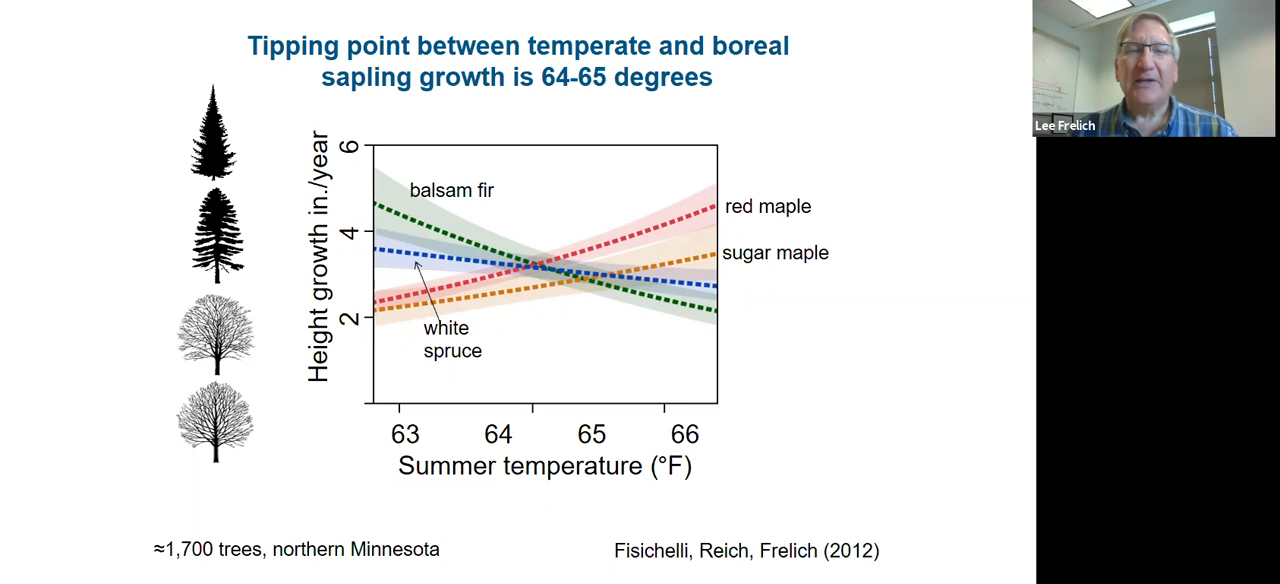 Tipping point between temperate and boreal
sapling growth is 64-65 degrees
Lee Frelich
Height growth in./year
6
4
2
balsam fir
red maple
sugar maple
white
spruce
63 64 65 66
Summer temperature (°F)
≈1,700 trees, northern Minnesota
Fisichelli, Reich, Frelich (2012)